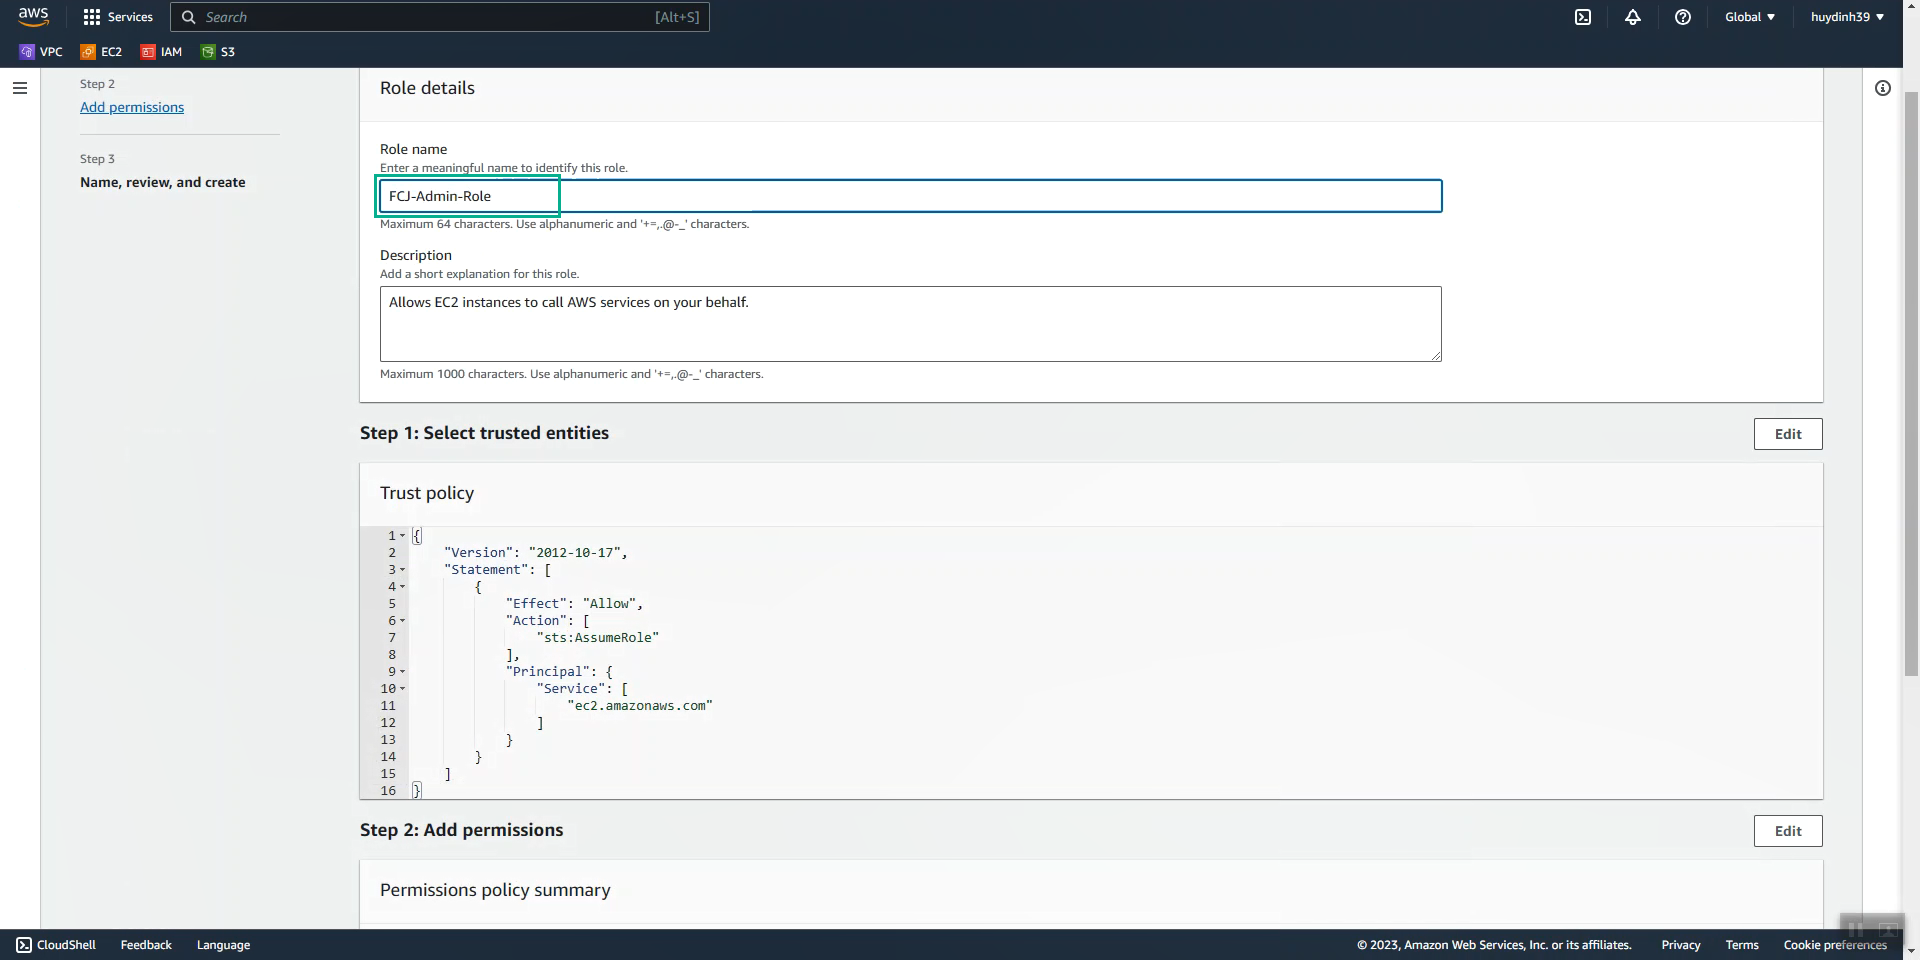 aws Services Search [Alt+S] Global ▼ huydinh39 ▼
VPC EC2 IAM S3
Step 2
Add permissions
Step 3
Name, review, and create
Role details
Role name
Enter a meaningful name to identify this role.
FCJ-Admin-Role
Maximum 64 characters. Use alphanumeric and '+=,.@-_' characters.
Description
Add a short explanation for this role.
Allows EC2 instances to call AWS services on your behalf.
Maximum 1000 characters. Use alphanumeric and '+=,.@-_' characters.
Step 1: Select trusted entities Edit
Trust policy
1 {
2 "Version": "2012-10-17",
3 "Statement": [
4 {
5 "Effect": "Allow",
6 "Action": [
7 "sts:AssumeRole"
8 ],
9 "Principal": {
10 "Service": [
11 "ec2.amazonaws.com"
12 ]
13 }
14 }
15 ]
16 }
Step 2: Add permissions Edit
Permissions policy summary
CloudShell Feedback Language © 2023, Amazon Web Services, Inc. or its affiliates. Privacy Terms Cookie preferences